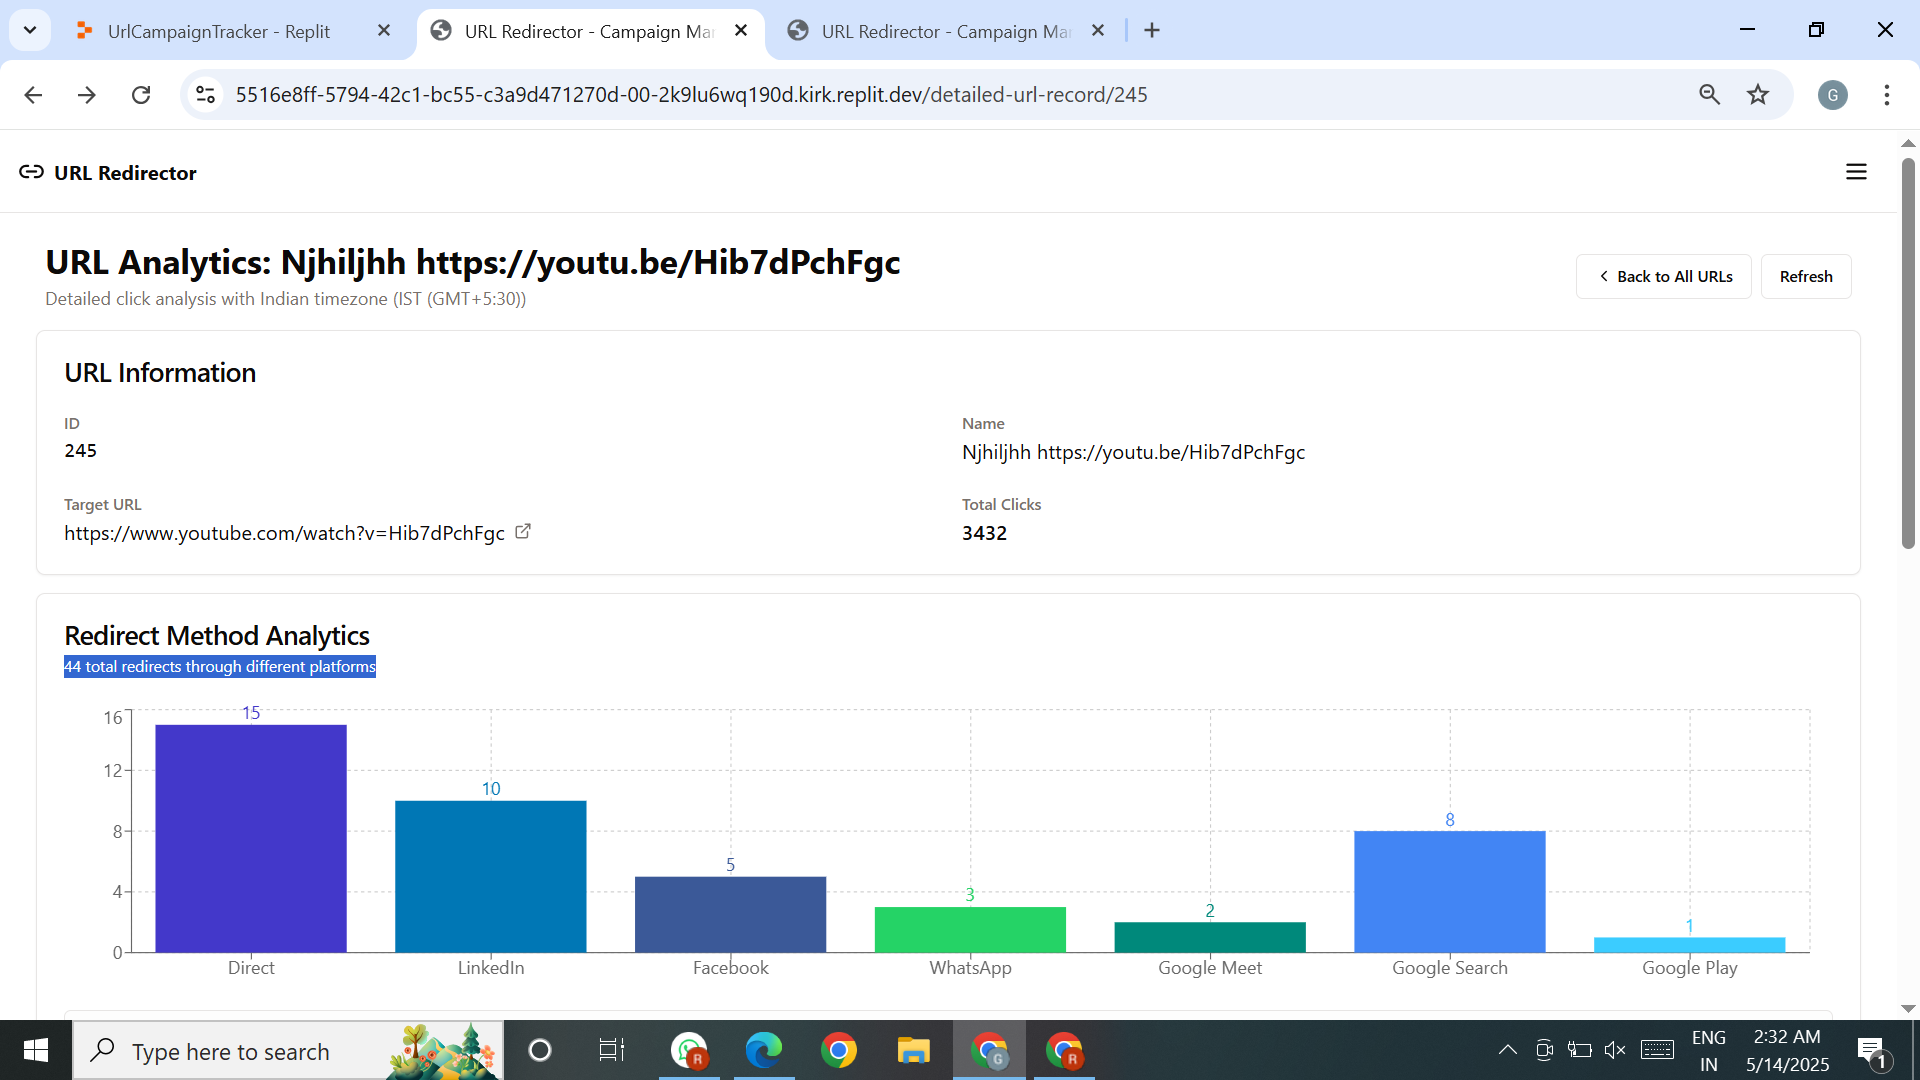 UrlCampaignTracker - Replit
URL Redirector - Campaign Ma
URL Redirector - Campaign Ma
5516e8ff-5794-42c1-bc55-c3a9d471270d-00-2k9lu6wq190d.kirk.replit.dev/detailed-url-record/245
G
URL Redirector
URL Analytics: Njhiljhh https://youtu.be/Hib7dPchFgc
Detailed click analysis with Indian timezone (IST (GMT+5:30))
Back to All URLs
Refresh
URL Information
ID
245
Name
Njhiljhh https://youtu.be/Hib7dPchFgc
Target URL
https://www.youtube.com/watch?v=Hib7dPchFgc
Total Clicks
3432
Redirect Method Analytics
44 total redirects through different platforms
16
12
8
4
0
15
10
5
3
2
8
1
Direct
LinkedIn
Facebook
WhatsApp
Google Meet
Google Search
Google Play
Type here to search
R
G
R
ENG
IN
2:32 AM
5/14/2025
1